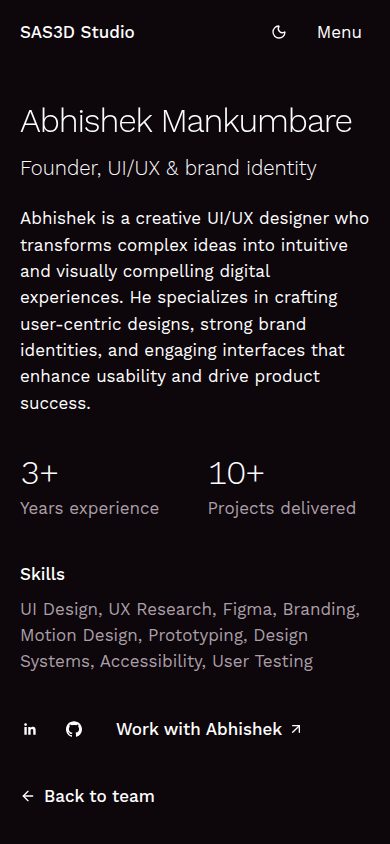 SAS3D Studio
Menu
Abhishek Mankumbare
Founder, UI/UX & brand identity
Abhishek is a creative UI/UX designer who
transforms complex ideas into intuitive
and visually compelling digital
experiences. He specializes in crafting
user-centric designs, strong brand
identities, and engaging interfaces that
enhance usability and drive product
success.
3+
10+
Years experience
Projects delivered
Skills
UI Design, UX Research, Figma, Branding,
Motion Design, Prototyping, Design
Systems, Accessibility, User Testing
in
Work with Abhishek ↗
← Back to team